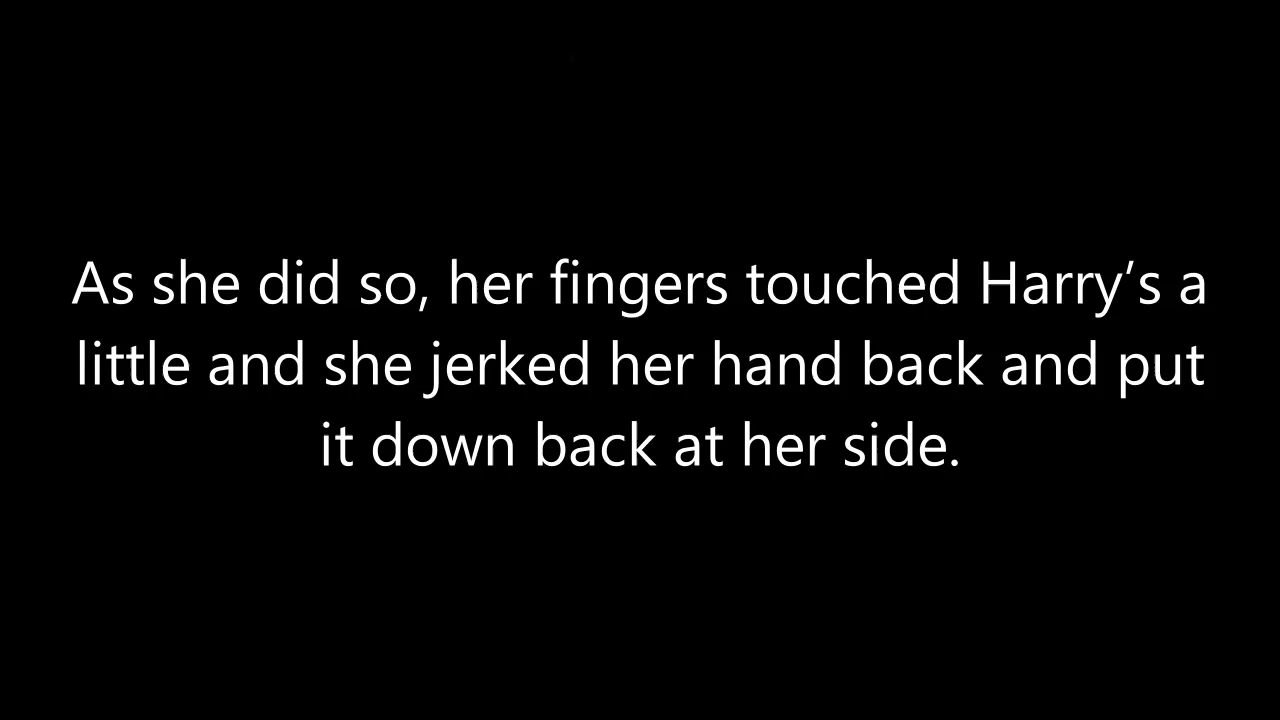 As she did so, her fingers touched Harry’s a
little and she jerked her hand back and put
it down back at her side.